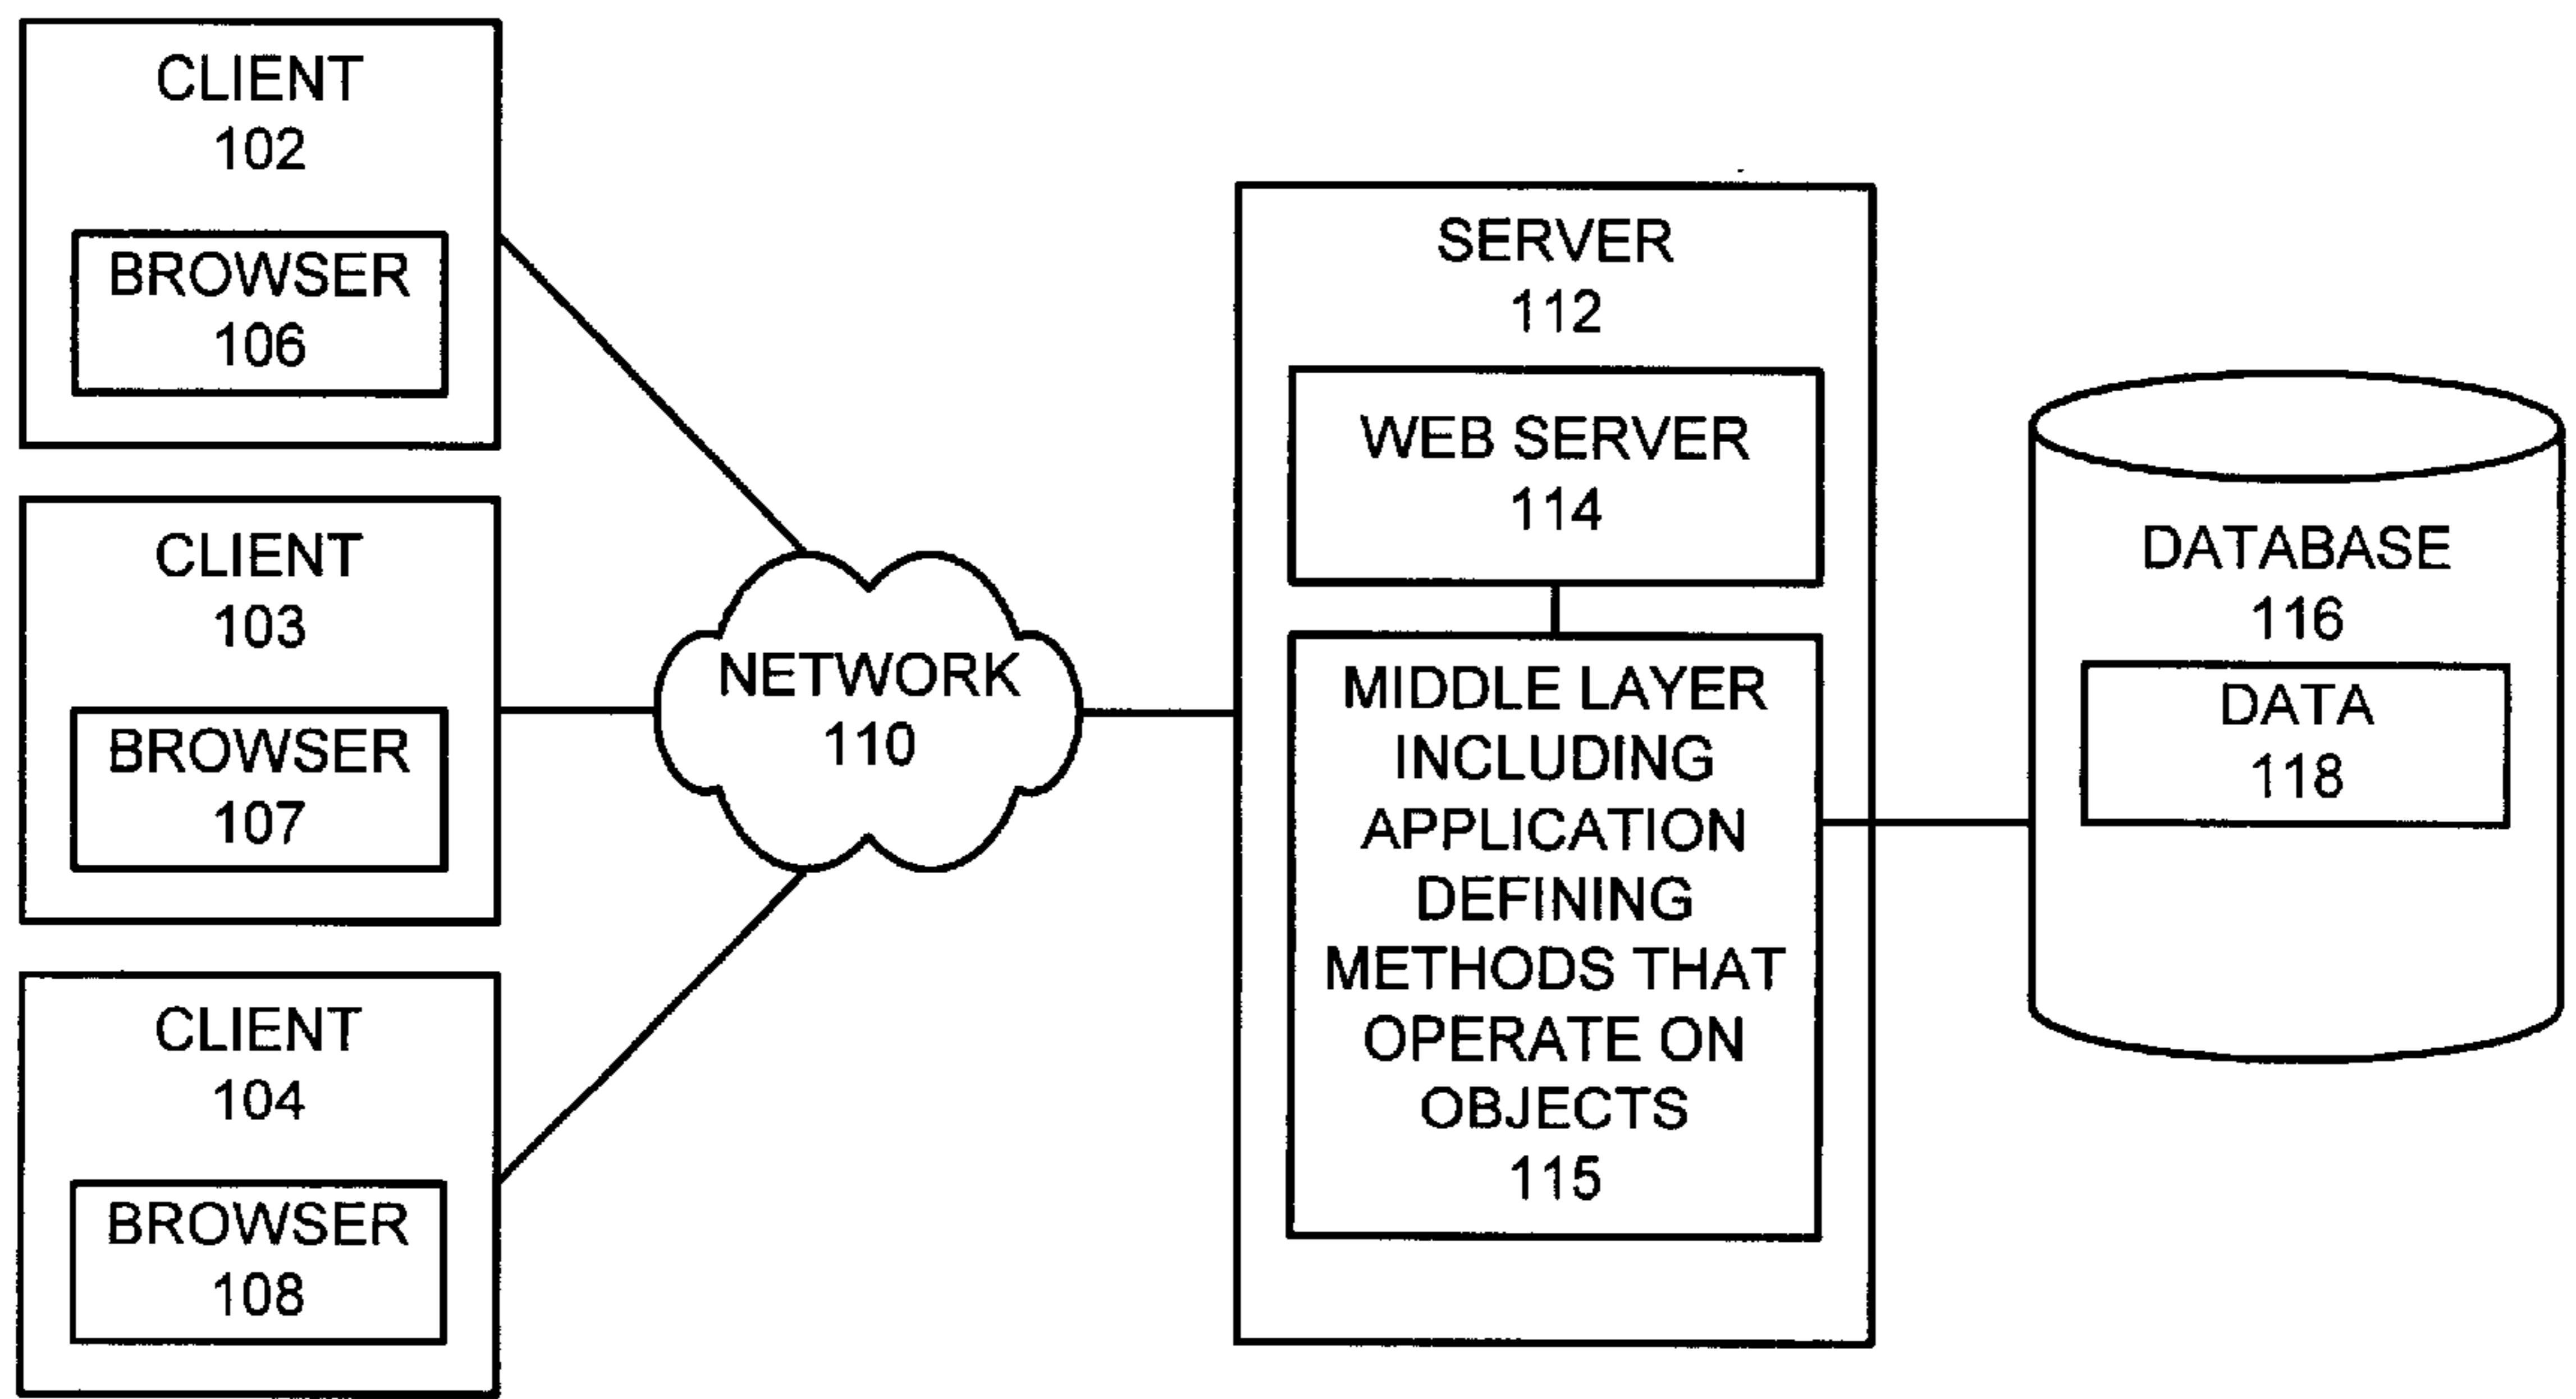 CLIENT
102
BROWSER
106
CLIENT
103
BROWSER
107
CLIENT
104
BROWSER
108
NETWORK
110
SERVER
112
WEB SERVER
114
MIDDLE LAYER
INCLUDING
APPLICATION
DEFINING
METHODS THAT
OPERATE ON
OBJECTS
115
DATABASE
116
DATA
118